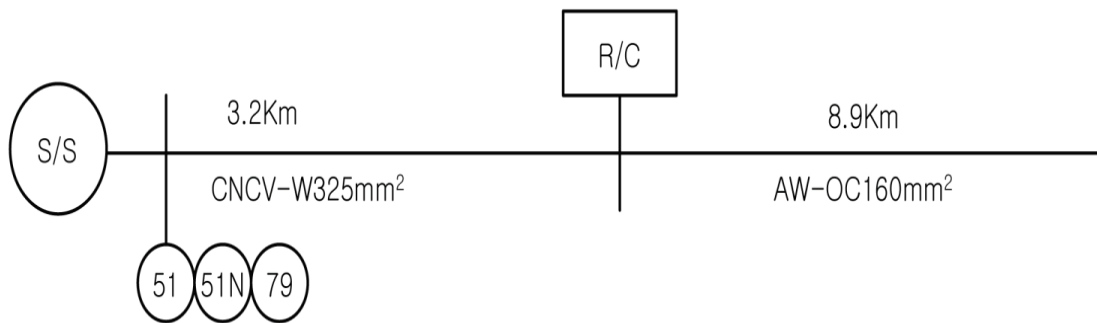 R/C
S/S
3.2Km
8.9Km
CNCV-W325mm²
AW-OC160mm²
51 51N 79